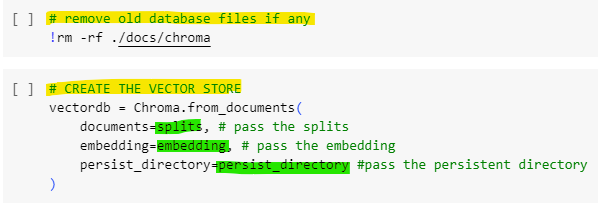 [ ] # remove old database files if any
!rm -rf ./docs/chroma
[ ] # CREATE THE VECTOR STORE
vectordb = Chroma.from_documents(
documents=splits, # pass the splits
embedding=embedding, # pass the embedding
persist_directory=persist_directory #pass the persistent directory
)